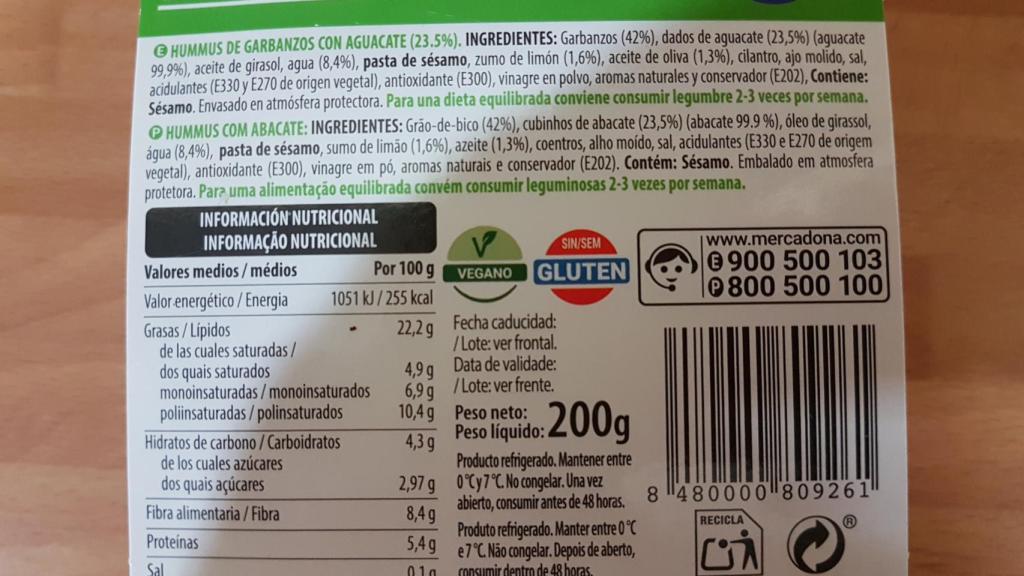 E HUMMUS DE GARBANZOS CON AGUACATE (23.5%). INGREDIENTES: Garbanzos (42%), dados de aguacate (23,5%) (aguacate
99,9%), aceite de girasol, agua (8,4%), pasta de sésamo, zumo de limón (1,6%), aceite de oliva (1,3%), cilantro, ajo molido, sal,
acidulantes (E330 y E270 de origen vegetal), antioxidante (E300), vinagre en polvo, aromas naturales y conservador (E202), Contiene:
Sésamo. Envasado en atmósfera protectora. Para una dieta equilibrada conviene consumir legumbre 2-3 veces por semana.
P HUMMUS COM ABACATE: INGREDIENTES: Grão-de-bico (42%), cubinhos de abacate (23,5%) (abacate 99.9 %), óleo de girassol,
água (8,4%), pasta de sésamo, sumo de limão (1,6%), azeite (1,3%), coentros, alho moído, sal, acidulantes (E330 e E270 de origem
vegetal), antioxidante (E300), vinagre em pó, aromas naturais e conservador (E202). Contém: Sésamo. Embalado em atmosfera
protetora. Para uma alimentação equilibrada convém consumir leguminosas 2-3 vezes por semana.
INFORMACIÓN NUTRICIONAL
INFORMAÇÃO NUTRICIONAL
Valores medios / médios Por 100 g
Valor energético / Energia 1051 kJ / 255 kcal
Grasas / Lípidos 22,2 g
de las cuales saturadas /
dos quais saturados 4,9 g
monoinsaturadas / monoinsaturados 6,9 g
poliinsaturadas / polinsaturados 10,4 g
Hidratos de carbono / Carboidratos 4,3 g
de los cuales azúcares
dos quais açúcares 2,97 g
Fibra alimentaria / Fibra 8,4 g
Proteínas 5,4 g
Sal 0,1g
V
VEGANO
SIN/SEM
GLUTEN
www.mercadona.com
E 900 500 103
P 800 500 100
Fecha caducidad:
/ Lote: ver frontal.
Data de validade:
/ Lote: ver frente.
Peso neto:
Peso líquido: 200g
Producto refrigerado. Mantener entre
0°C y 7°C. No congelar. Una vez
abierto, consumir antes de 48 horas.
Produto refrigerado. Manter entre 0 °C
e 7 °C. Não congelar. Depois de aberto,
consumir dentro de 48 horas.
8 480000 809261
RECICLA
®